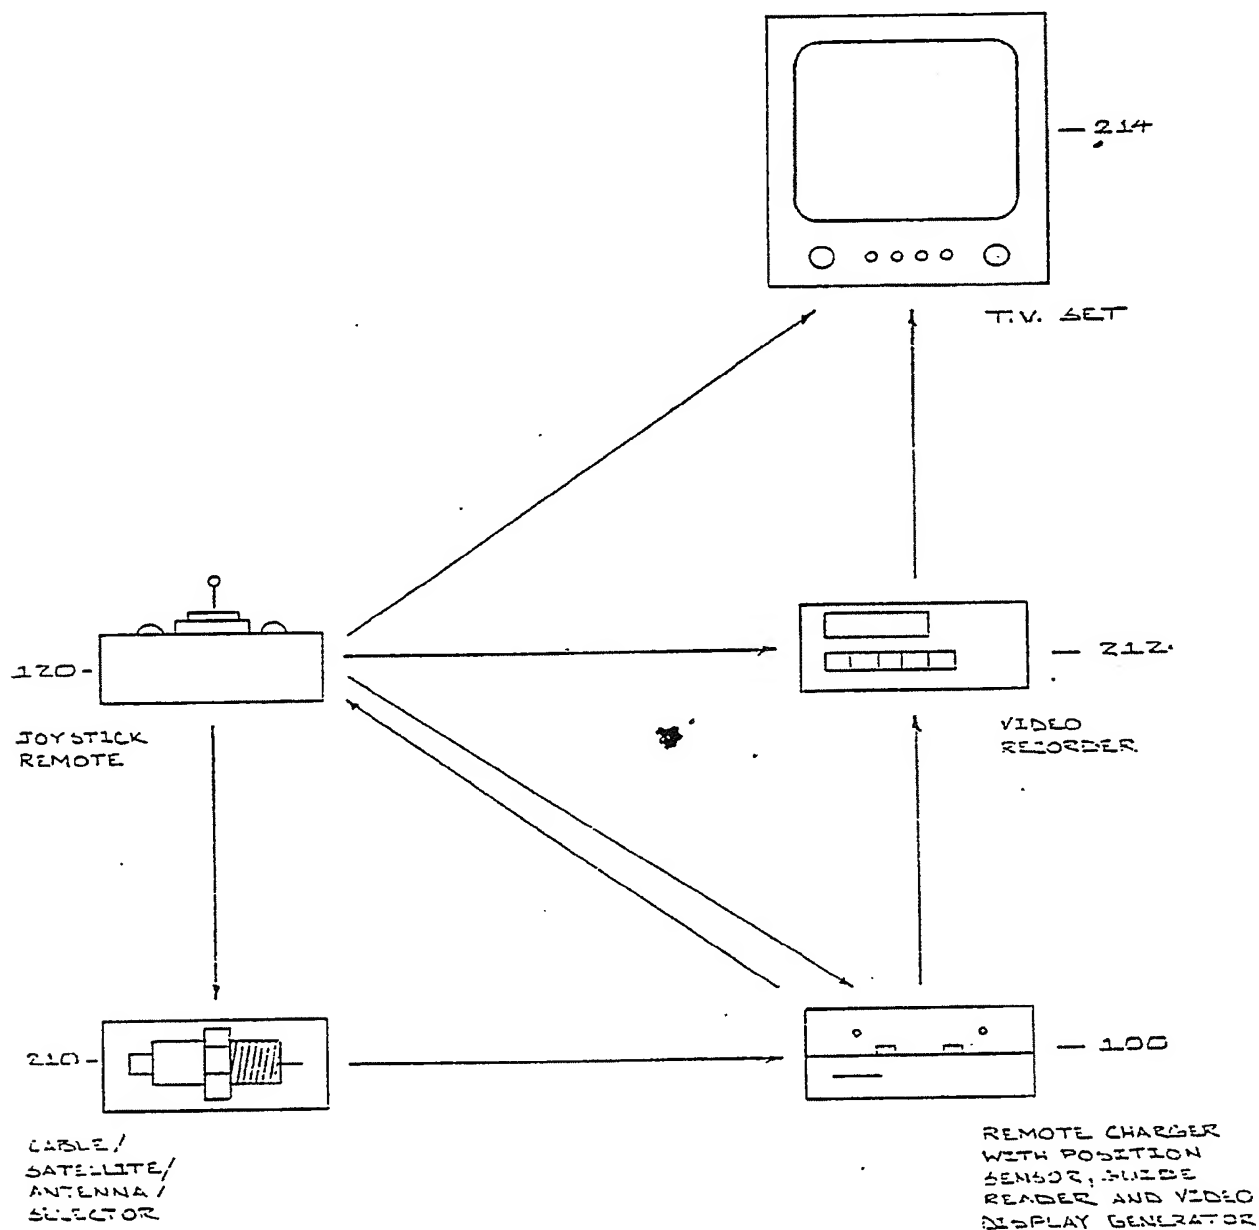 214
T.V. SET
120
JOYSTICK
REMOTE
212
VIDEO
RECORDER
210
100
CABLE/
SATELLITE/
ANTENNA/
SELECTOR
REMOTE CHARGER
WITH POSITION
SENSOR, GUIDE
READER AND VIDEO
DISPLAY GENERATOR